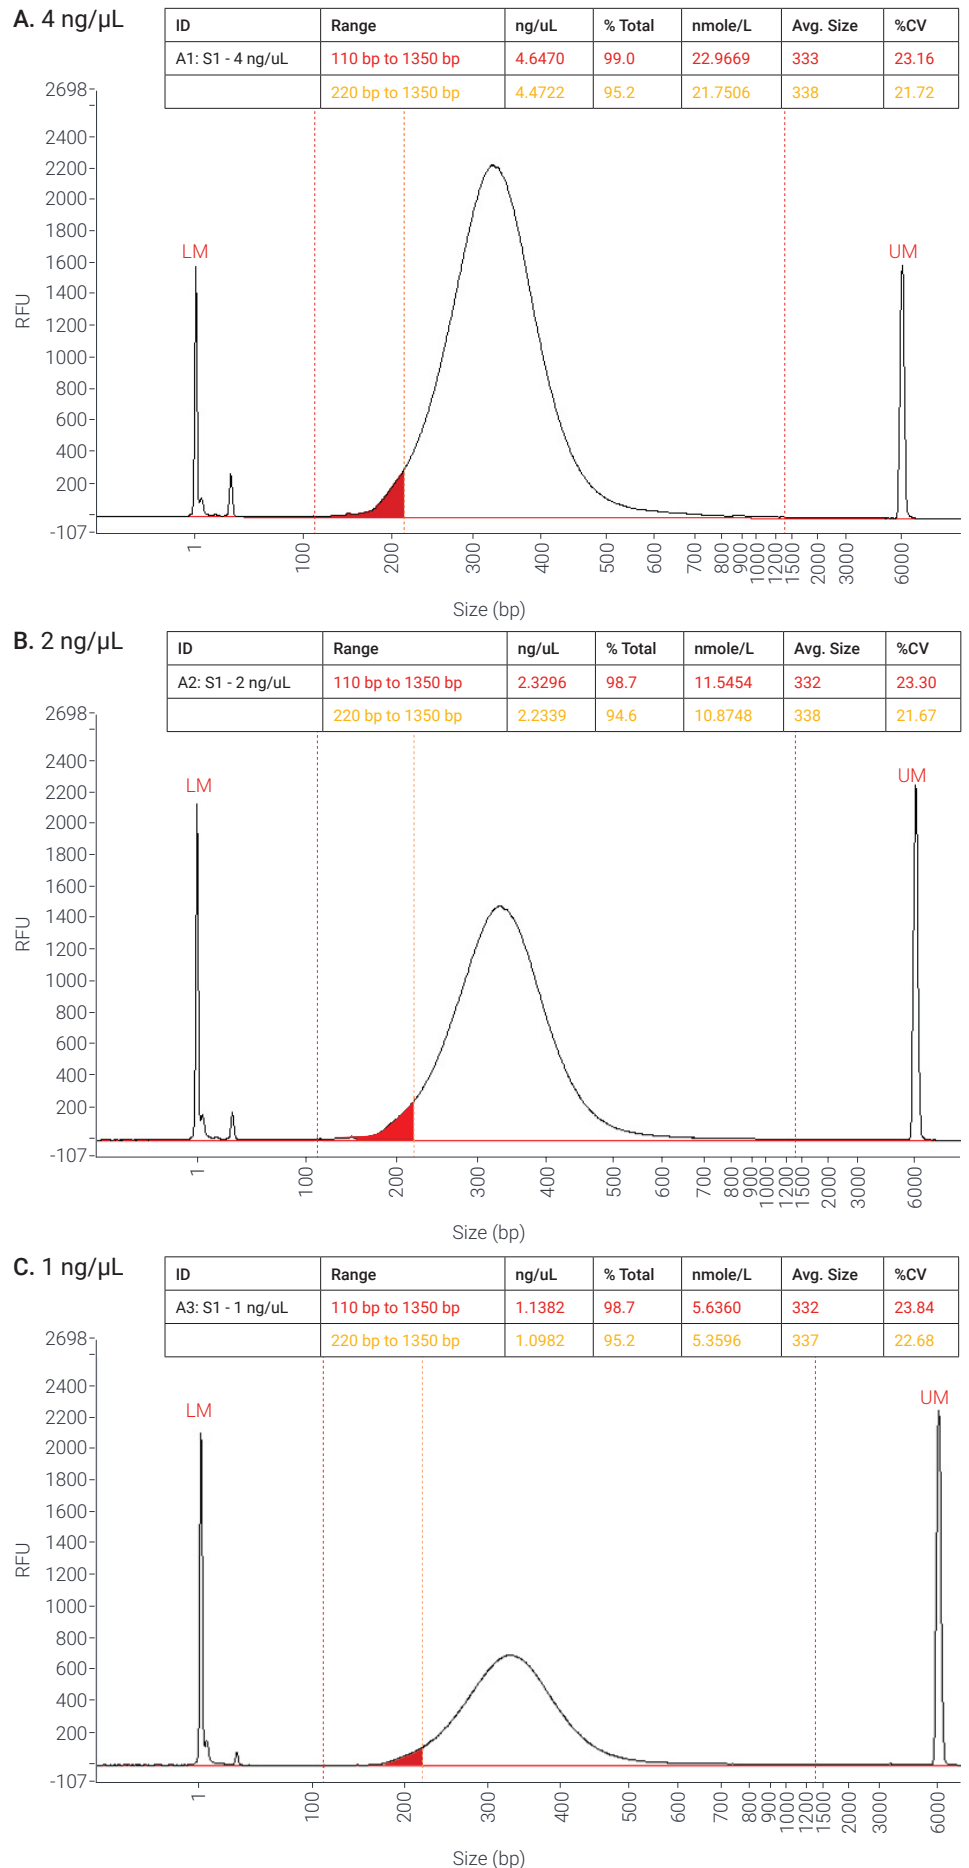 A. 4 ng/µL
ID Range ng/uL % Total nmole/L Avg. Size %CV
A1: S1 - 4 ng/uL 110 bp to 1350 bp 4.6470 99.0 22.9669 333 23.16
220 bp to 1350 bp 4.4722 95.2 21.7506 338 21.72
2698
2400
2200
2000
1800
1600
1400
1200
1000
800
600
400
200
-107
RFU
LM
UM
1 100 200 300 400 500 600 700 800 900 1000 1200 1500 2000 3000 6000
Size (bp)
B. 2 ng/µL
ID Range ng/uL % Total nmole/L Avg. Size %CV
A2: S1 - 2 ng/uL 110 bp to 1350 bp 2.3296 98.7 11.5454 332 23.30
220 bp to 1350 bp 2.2339 94.6 10.8748 338 21.67
2698
2400
2200
2000
1800
1600
1400
1200
1000
800
600
400
200
-107
RFU
LM
UM
1 100 200 300 400 500 600 700 800 900 1000 1200 1500 2000 3000 6000
Size (bp)
C. 1 ng/µL
ID Range ng/uL % Total nmole/L Avg. Size %CV
A3: S1 - 1 ng/uL 110 bp to 1350 bp 1.1382 98.7 5.6360 332 23.84
220 bp to 1350 bp 1.0982 95.2 5.3596 337 22.68
2698
2400
2200
2000
1800
1600
1400
1200
1000
800
600
400
200
-107
RFU
LM
UM
1 100 200 300 400 500 600 700 800 900 1000 1200 1500 2000 3000 6000
Size (bp)